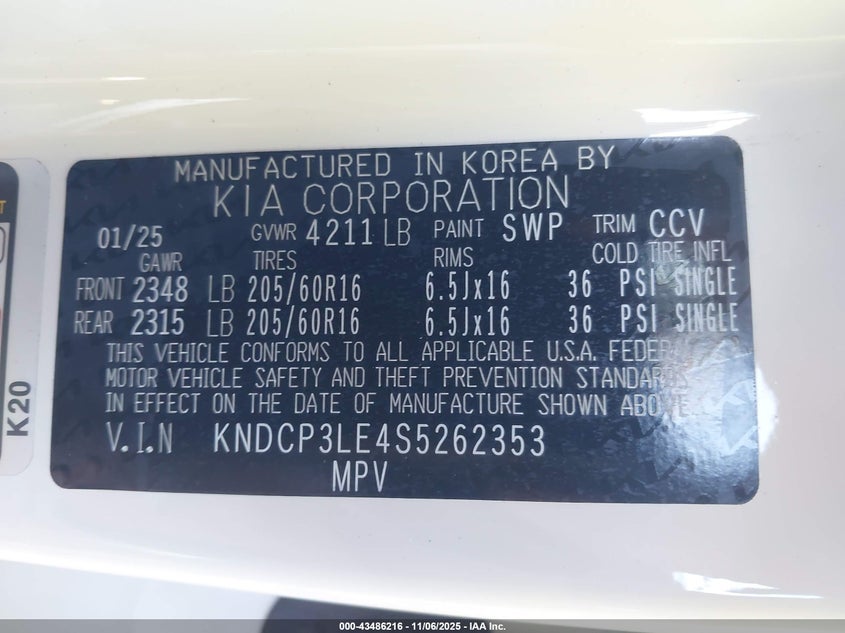 MANUFACTURED IN KOREA BY
KIA CORPORATION
01/25 GVWR 4211 LB PAINT SWP TRIM CCV
GAWR TIRES RIMS COLD TIRE INFL
FRONT 2348 LB 205/60R16 6.5Jx16 36 PSI SINGLE
REAR 2315 LB 205/60R16 6.5Jx16 36 PSI SINGLE
THIS VEHICLE CONFORMS TO ALL APPLICABLE U.S.A. FEDERAL
MOTOR VEHICLE SAFETY AND THEFT PREVENTION STANDARDS
IN EFFECT ON THE DATE OF MANUFACTURE SHOWN ABOVE.
V.I.N KNDCP3LE4S5262353
MPV
K20
000-43486216 - 11/06/2025 - IAA Inc.